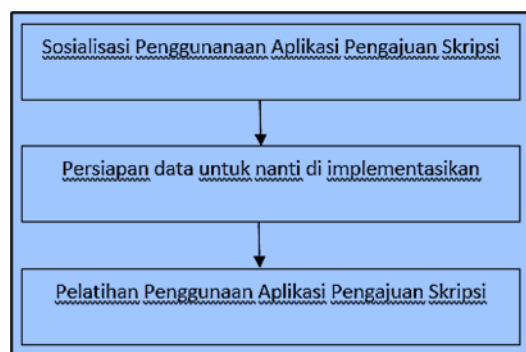 Sosialisasi Penggunanaan Aplikasi Pengajuan Skripsi
Persiapan data untuk nanti di implementasikan
Pelatihan Penggunaan Aplikasi Pengajuan Skripsi